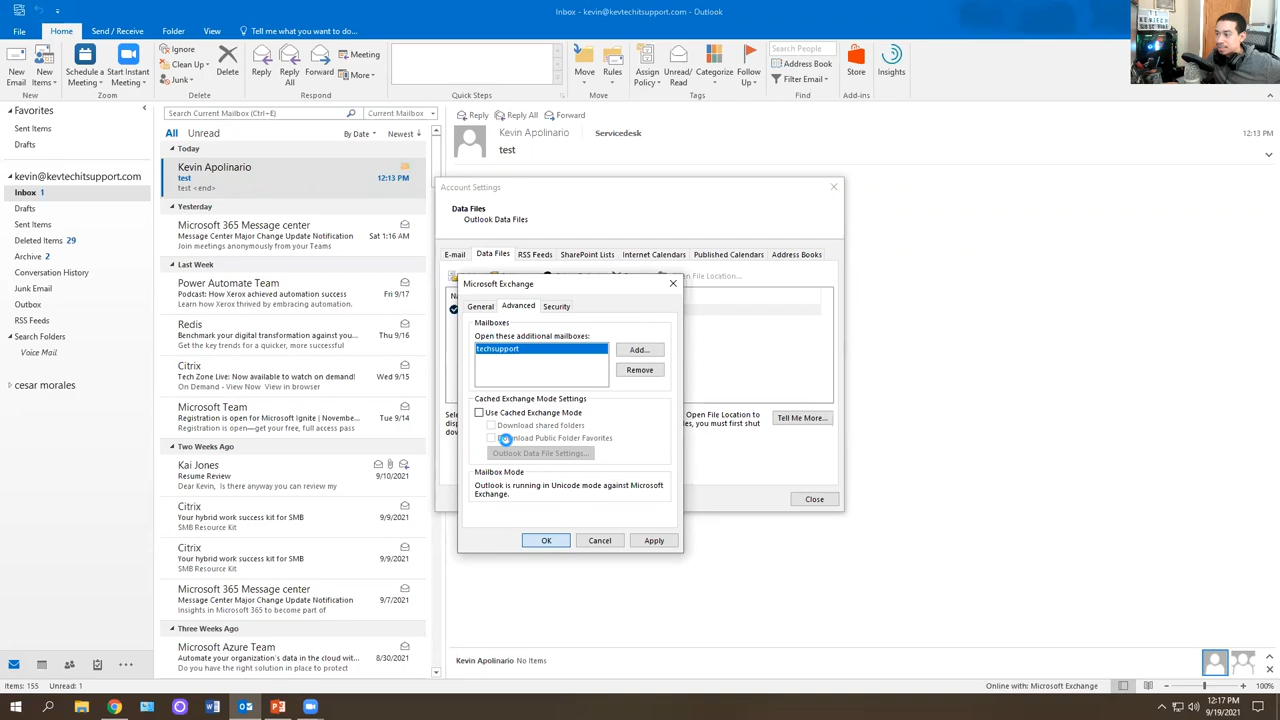 Inbox - kevin@kevtechitsupport.com - Outlook
File
Home
Send / Receive
Folder
View
Tell me what you want to do...
New Email
New Items
Schedule a Meeting
Start Instant Meeting
Ignore
Clean Up
Junk
Delete
Reply
Reply All
Forward
Meeting
More
Move
Rules
Assign Policy
Unread/ Read
Categorize
Follow Up
Search People
Address Book
Filter Email
Store
Insights
New
Zoom
Delete
Respond
Quick Steps
Move
Tags
Find
Add-ins
Favorites
Sent Items
Drafts
kevin@kevtechitsupport.com
Inbox 1
Drafts
Sent Items
Deleted Items 29
Archive 2
Conversation History
Junk Email
Outbox
RSS Feeds
Search Folders
Voice Mail
cesar morales
Search Current Mailbox (Ctrl+E)
Current Mailbox
All Unread
By Date Newest
Today
Kevin Apolinario
test 12:13 PM
test <end>
Yesterday
Microsoft 365 Message center
Message Center Major Change Update Notification Sat 1:16 AM
Join meetings anonymously from your Teams
Last Week
Power Automate Team
Podcast: How Xerox achieved automation success Fri 9/17
Learn how Xerox thrived by embracing automation.
Redis
Benchmark your digital transformation against you... Thu 9/16
Get the key trends for a quicker, more successful
Citrix
Tech Zone Live: Now available to watch on demand! Wed 9/15
On Demand - View Now View in browser
Microsoft Team
Registration is open for Microsoft Ignite | Novembe... Tue 9/14
Registration is open—get your free, full access pass
Two Weeks Ago
Kai Jones
Resume Review 9/10/2021
Dear Kevin, Is there anyway you can review my
Citrix
Your hybrid work success kit for SMB 9/9/2021
SMB Resource Kit
Citrix
Your hybrid work success kit for SMB 9/9/2021
SMB Resource Kit
Microsoft 365 Message center
Message Center Major Change Update Notification 9/7/2021
Insights in Microsoft 365 to become part of
Three Weeks Ago
Microsoft Azure Team
Automate your organization's data in the cloud wit... 8/30/2021
Do you have the right solution in place to protect
Reply Reply All Forward
Kevin Apolinario Servicedesk
test
12:13 PM
Account Settings
Data Files
Outlook Data Files
E-mail Data Files RSS Feeds SharePoint Lists Internet Calendars Published Calendars Address Books
Open File Location...
Open File Location to
Tell Me More...
Close
Microsoft Exchange
General Advanced Security
Mailboxes
Open these additional mailboxes:
techsupport
Add...
Remove
Cached Exchange Mode Settings
Use Cached Exchange Mode
Download shared folders
Download Public Folder Favorites
Outlook Data File Settings...
Mailbox Mode
Outlook is running in Unicode mode against Microsoft
Exchange.
OK Cancel Apply
Kevin Apolinario No Items
Items: 155 Unread: 1
Online with: Microsoft Exchange
100%
12:17 PM
9/19/2021